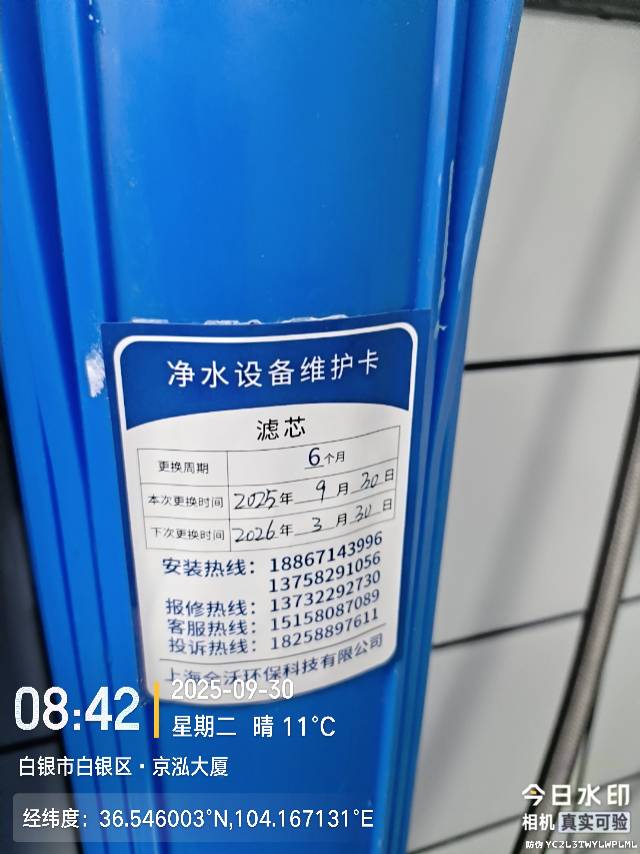 净水设备维护卡
滤芯
更换周期 6个月
本次更换时间 2025年 9月30日
下次更换时间 2026年 3月30日
安装热线：18867143996
13758291056
报修热线：13732292730
客服热线：15158087089
投诉热线：18258897611
上海全沃环保科技有限公司
08:42
2025-09-30
星期二 晴 11°C
白银市白银区·京泓大厦
经纬度：36.546003°N,104.167131°E
今日水印
相机 真实可验
防伪 YC2L3TWYLWPLML